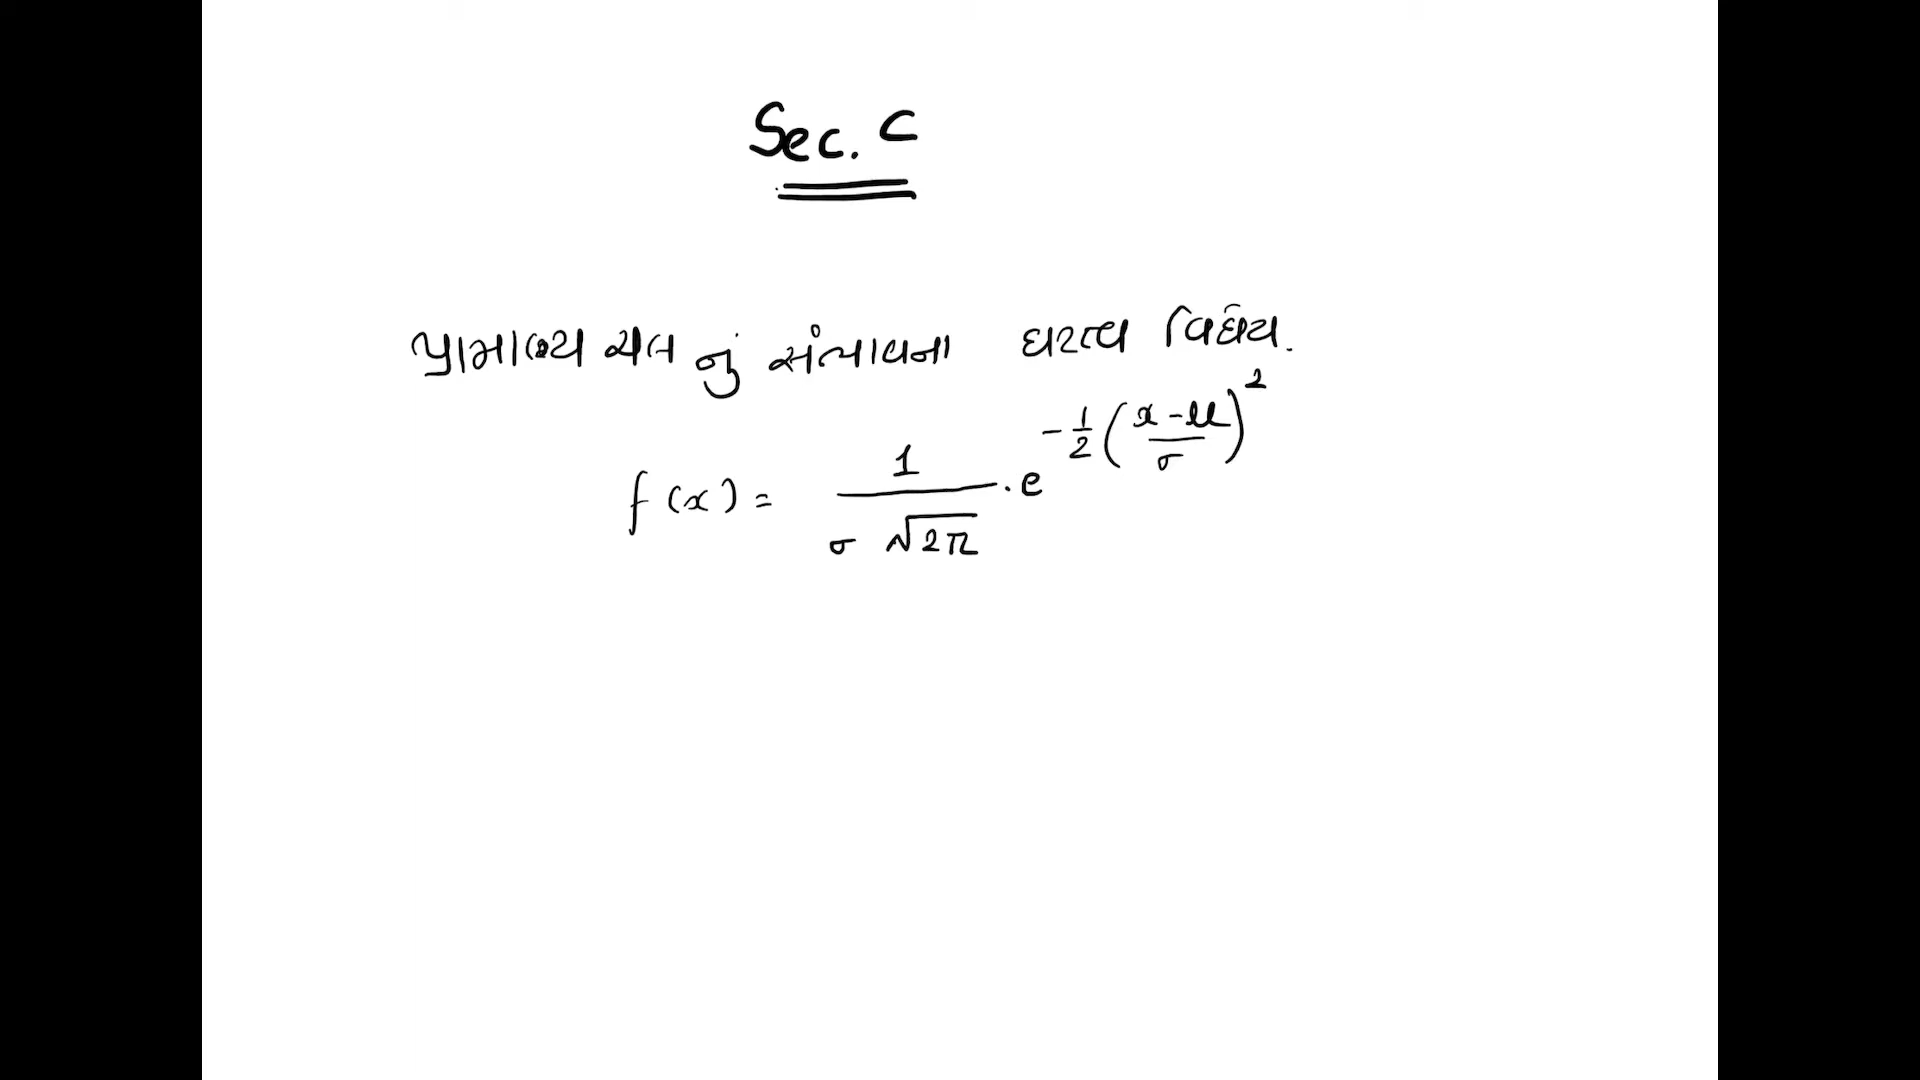 Sec. C
પ્રામાણ્ય ચલ નું સંભાવના ઘટત્વ વિધેય.
f(x) = 1/(σ √2π) . e^(-1/2 ((x-μ)/σ)^2)